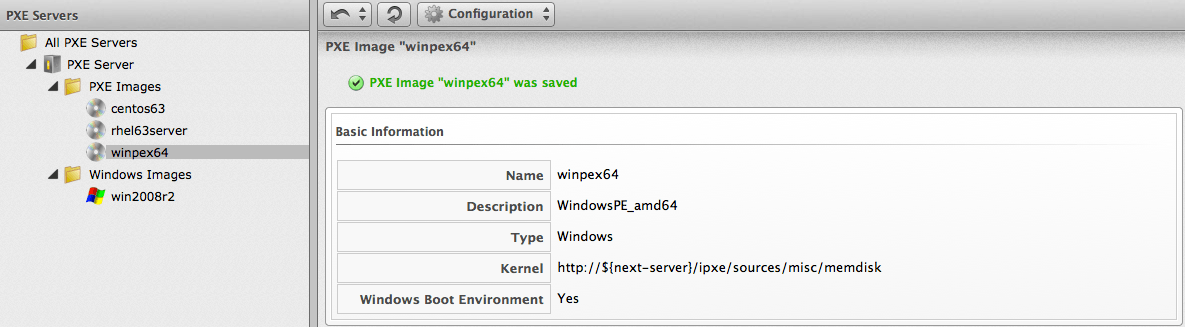 PXE Servers
All PXE Servers
PXE Server
PXE Images
centos63
rhel63server
winpex64
Windows Images
win2008r2
Configuration
PXE Image "winpex64"
PXE Image "winpex64" was saved
Basic Information
Name winpex64
Description WindowsPE_amd64
Type Windows
Kernel http://${next-server}/ipxe/sources/misc/memdisk
Windows Boot Environment Yes